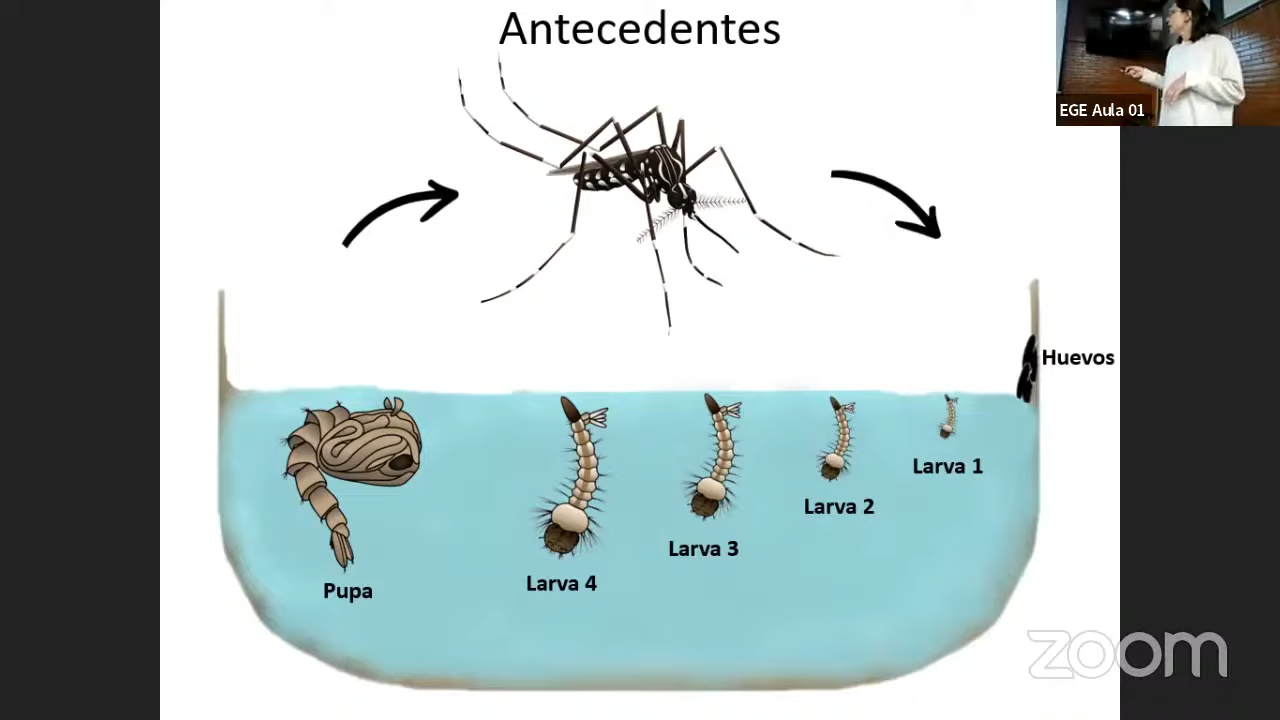 Antecedentes
EGE Aula 01
Huevos
Larva 1
Larva 2
Larva 3
Larva 4
Pupa
zoom